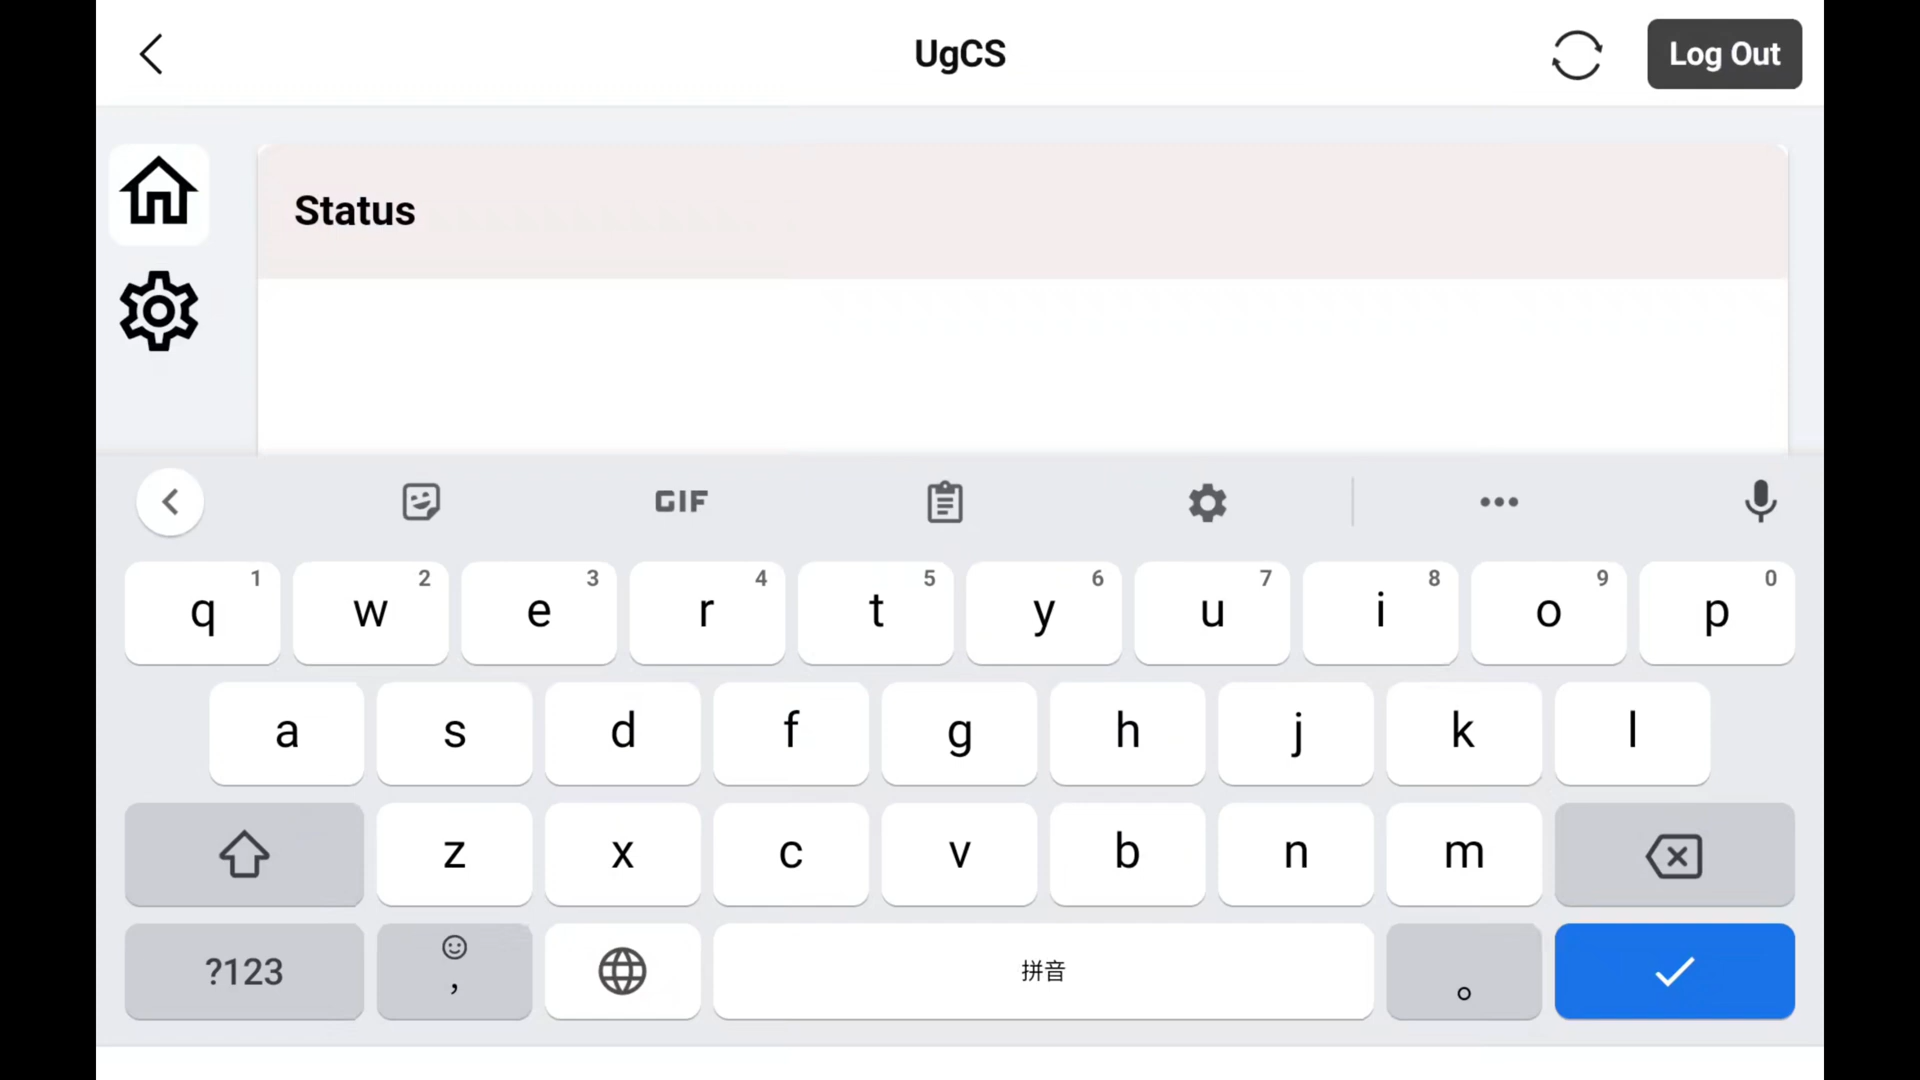 UgCS
Log Out
Status
GIF
q 1 w 2 e 3 r 4 t 5 y 6 u 7 i 8 o 9 p 0
a s d f g h j k l
z x c v b n m
?123 , 拼音 。